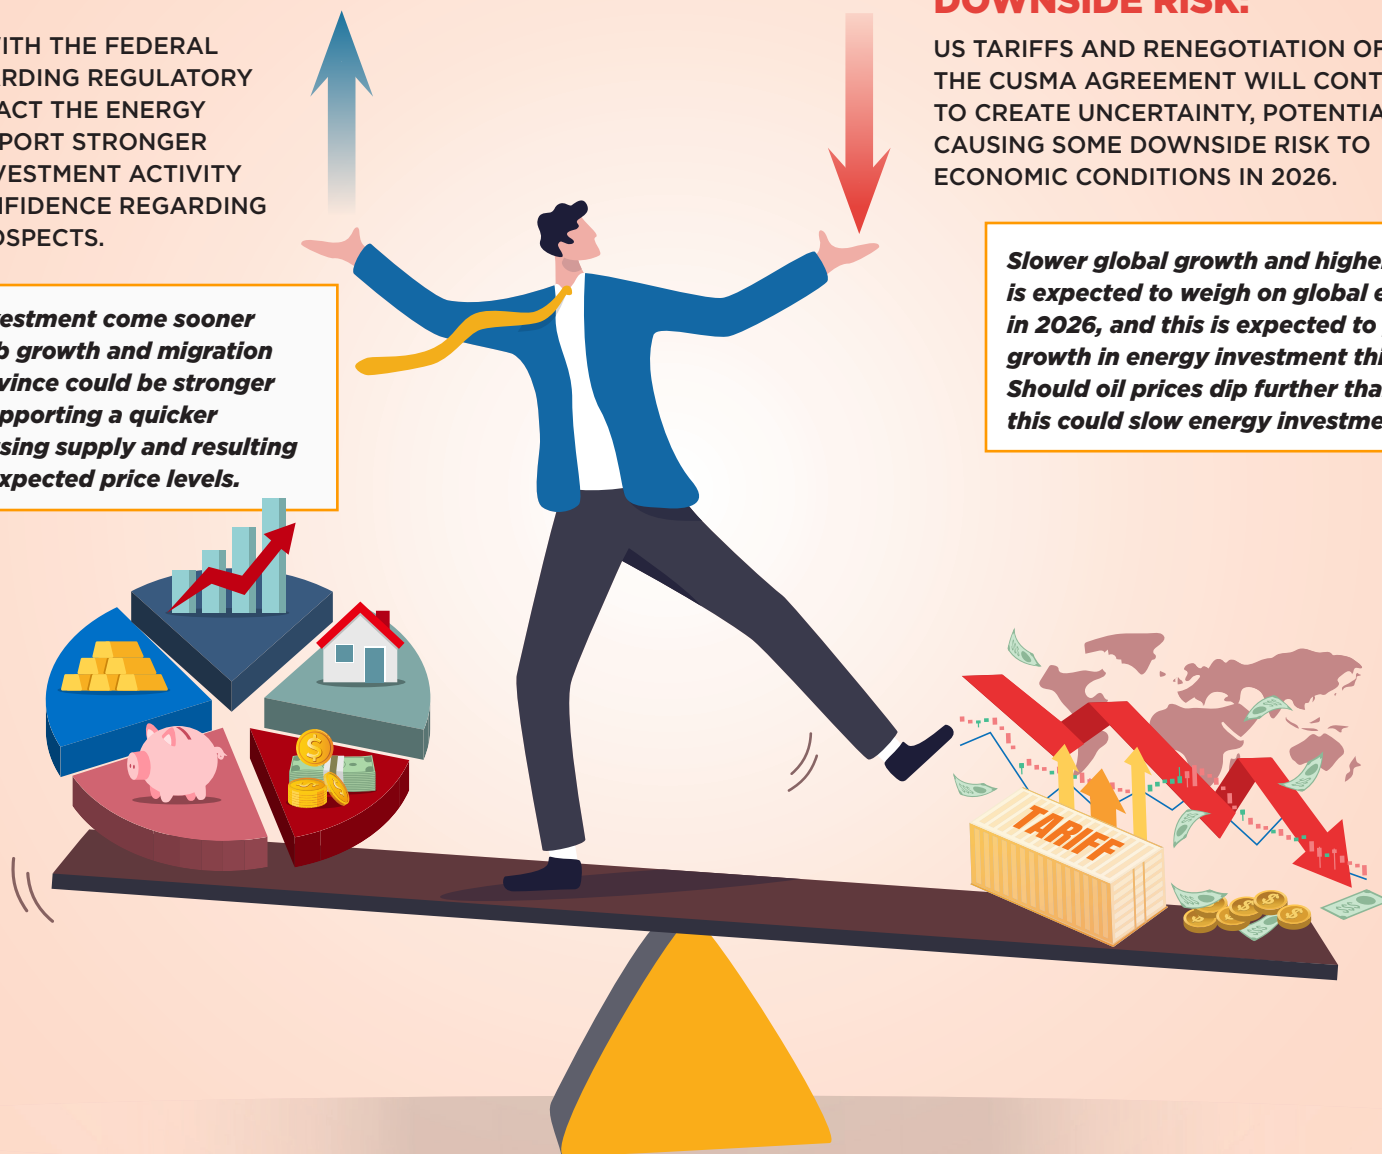 WITH THE FEDERAL
RDING REGULATORY
ACT THE ENERGY
PORT STRONGER
VESTMENT ACTIVITY
NFIDENCE REGARDING
OSPECTS.
estment come sooner
b growth and migration
vince could be stronger
pporting a quicker
sing supply and resulting
xpected price levels.
DOWNSIDE RISK:
US TARIFFS AND RENEGOTIATION OF
THE CUSMA AGREEMENT WILL CONT
TO CREATE UNCERTAINTY, POTENTIA
CAUSING SOME DOWNSIDE RISK TO
ECONOMIC CONDITIONS IN 2026.
Slower global growth and highe
is expected to weigh on global e
in 2026, and this is expected to
growth in energy investment thi
Should oil prices dip further tha
this could slow energy investme
TARIFF